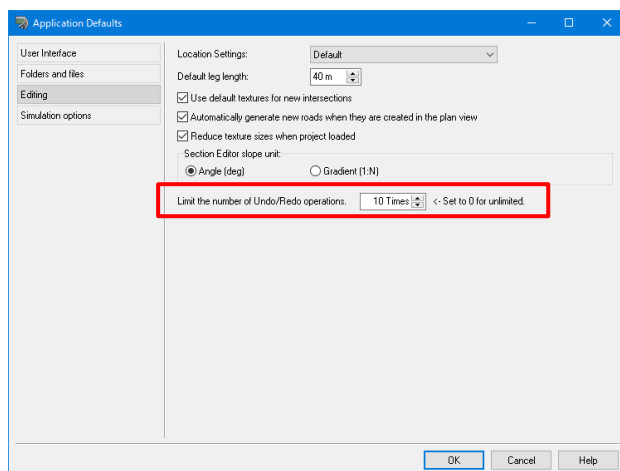 Application Defaults
User Interface
Folders and files
Editing
Simulation options
Location Settings: Default
Default leg length: 40 m
Use default textures for new intersections
Automatically generate new roads when they are created in the plan view
Reduce texture sizes when project loaded
Section Editor slope unit:
Angle (deg) Gradient (1:N)
Limit the number of Undo/Redo operations. 10 Times <- Set to 0 for unlimited.
OK Cancel Help